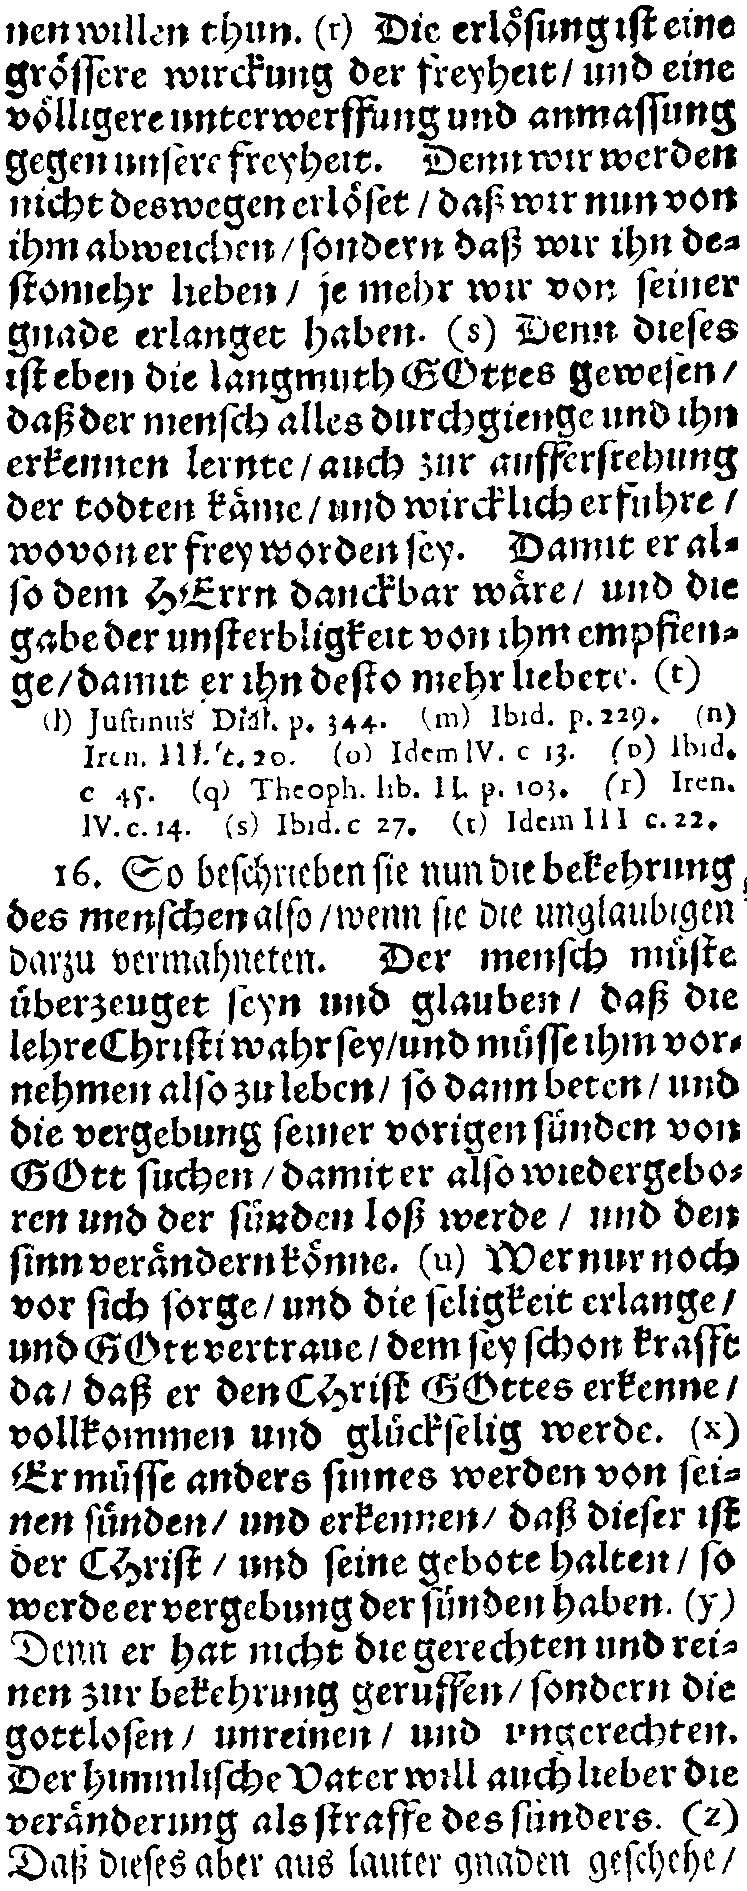 nen willen thun. (r) Die erlösung ist eine
grössere wirckung der freyheit/ und eine
völligere unterwerffung und anmassung
gegen unsere freyheit. Denn wir werden
nicht deswegen erlöset / daß wir nun von
ihm abweichen / sondern daß wir ihn de-
stomehr lieben / je mehr wir von seiner
gnade erlanget haben. (s) Denn dieses
ist eben die langmuth GOttes gewesen /
daß der mensch alles durchgienge und ihn
erkennen lernte / auch zur aufferstehung
der todten käme / und wircklich erfuhre /
wovon er frey worden sey. Damit er al-
so dem HErrn danckbar wäre / und die
gabe der unsterbligkeit von ihm empfien-
ge / damit er ihn desto mehr liebete. (t)
(l) Justinus Dial. p. 344. (m) Ibid. p. 229. (n)
Iren. III. c. 20. (o) Idem IV. c 13. (p) Ibid.
c 45. (q) Theoph. lib. II. p. 103. (r) Iren.
IV. c. 14. (s) Ibid. c 27. (t) Idem III c. 22.
16. So beschrieben sie nun die bekehrung
des menschen also / wenn sie die unglaubigen
darzu vermahneten. Der mensch müste
überzeuget seyn und glauben / daß die
lehre Christi wahr sey / und müsse ihm vor-
nehmen also zu leben / so dann beten / und
die vergebung seiner vorigen sünden von
GOtt suchen / damit er also wiedergebo-
ren und der sünden loß werde / und den
sinn verändern könne. (u) Wer nur noch
vor sich sorge / und die seligkeit erlange /
und GOtt vertraue / dem sey schon krafft
da / daß er den CHrist GOttes erkenne /
vollkommen und glückselig werde. (x)
Er müsse anders sinnes werden von sei-
nen sünden / und erkennen / daß dieser ist
der CHrist / und seine gebote halten / so
werde er vergebung der sünden haben. (y)
Denn er hat nicht die gerechten und rei-
nen zur bekehrung geruffen / sondern die
gottlosen / unreinen / und ungerechten.
Der himmlische Vater will auch lieber die
veränderung als straffe des sünders. (z)
Daß dieses aber aus lauter gnaden geschehe /